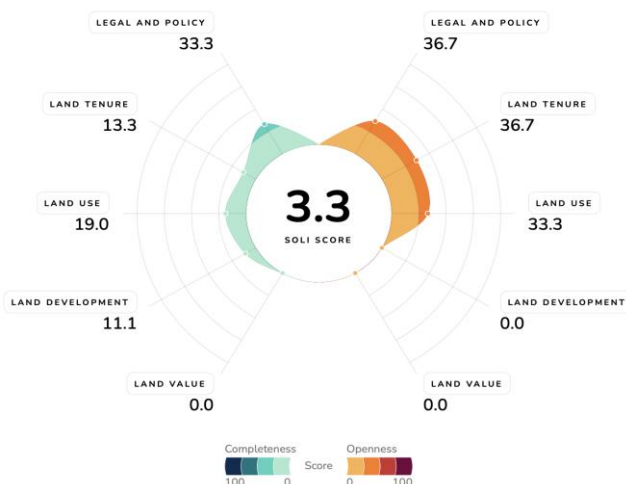 LEGAL AND POLICY
33.3
LEGAL AND POLICY
36.7
LAND TENURE
13.3
LAND TENURE
36.7
LAND USE
19.0
3.3
SOLI SCORE
LAND USE
33.3
LAND DEVELOPMENT
11.1
LAND DEVELOPMENT
0.0
LAND VALUE
0.0
LAND VALUE
0.0
Completeness Openness
Score
100 0 0 100